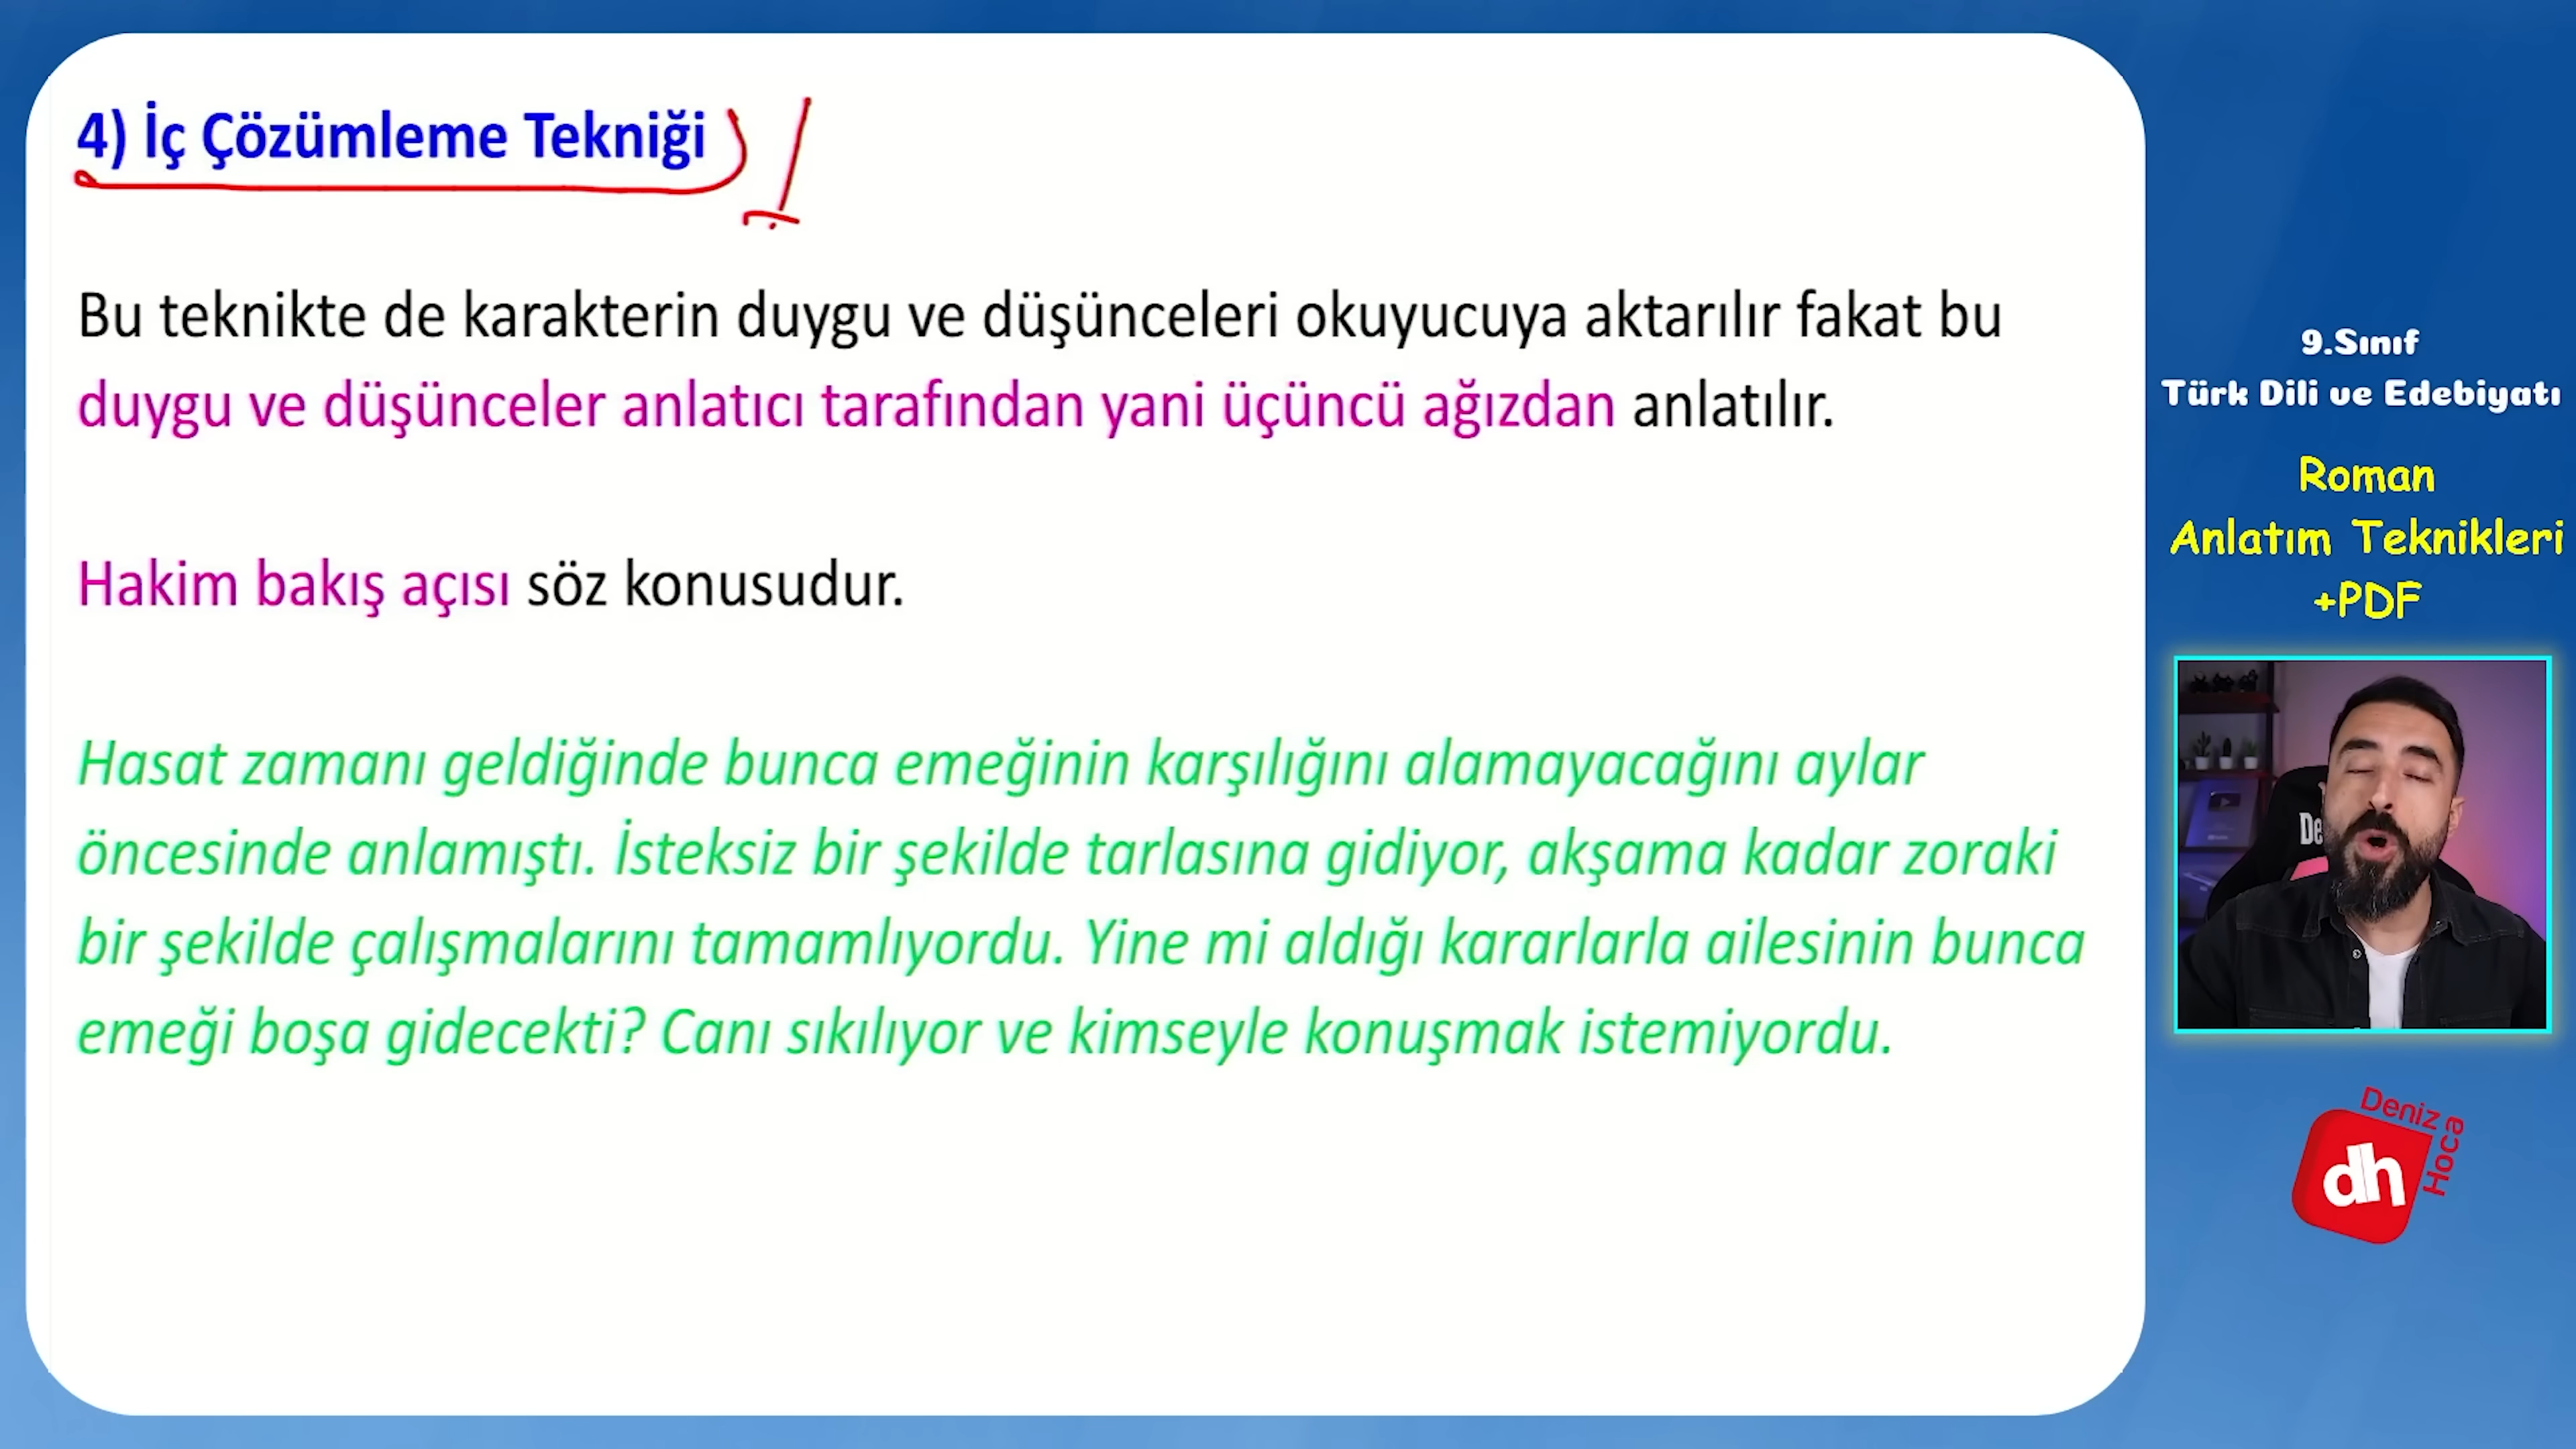 4) İç Çözümleme Tekniği
Bu teknikte de karakterin duygu ve düşünceleri okuyucuya aktarılır fakat bu
duygu ve düşünceler anlatıcı tarafından yani üçüncü ağızdan anlatılır.
Hakim bakış açısı söz konusudur.
Hasat zamanı geldiğinde bunca emeğinin karşılığını alamayacağını aylar
öncesinde anlamıştı. İsteksiz bir şekilde tarlasına gidiyor, akşama kadar zoraki
bir şekilde çalışmalarını tamamlıyordu. Yine mi aldığı kararlarla ailesinin bunca
emeği boşa gidecekti? Canı sıkılıyor ve kimseyle konuşmak istemiyordu.
9.Sınıf
Türk Dili ve Edebiyatı
Roman
Anlatım Teknikleri
+PDF
De
Deniz
Hoca
dh